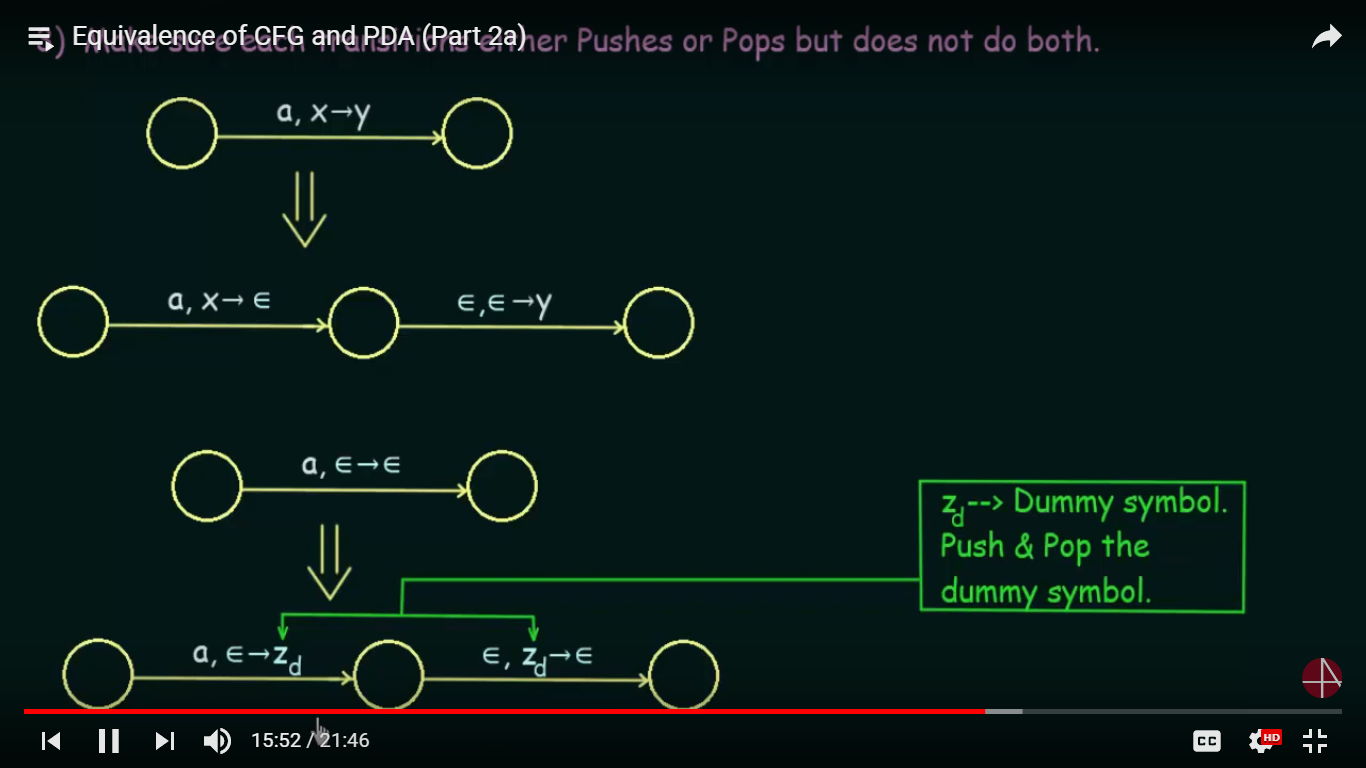 Equivalence of CFG and PDA (Part 2a)
) Make sure each Transitions either Pushes or Pops but does not do both.
a, x→y
a, x→ ∈
∈,∈→y
a, ∈→∈
z_d--> Dummy symbol.
Push & Pop the
dummy symbol.
a, ∈→z_d
∈, z_d→∈
15:52 / 21:46
CC
HD